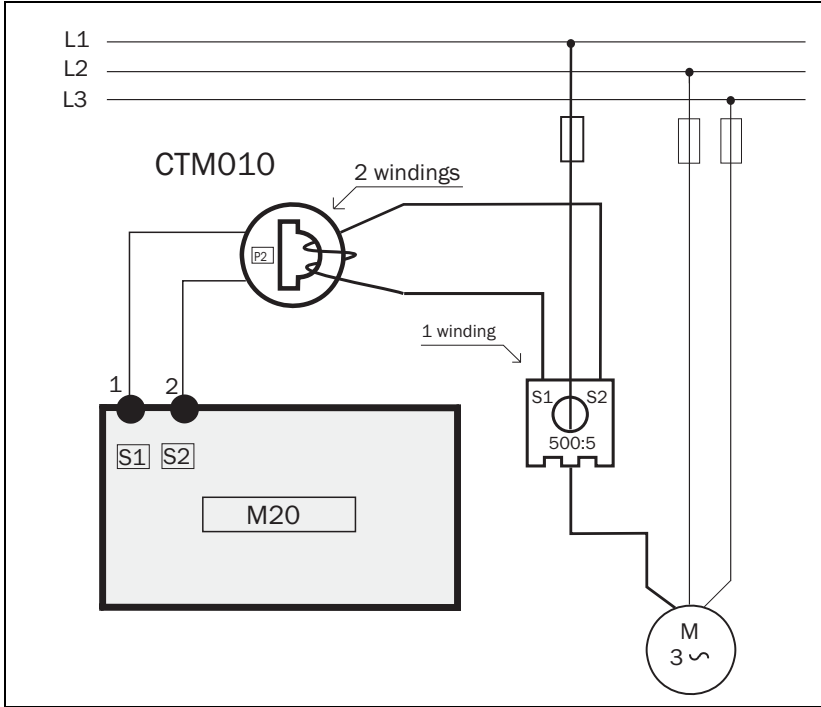 L1
L2
L3
CTM010
2 windings
P2
1 winding
1 2
S1 S2
S1 S2
500:5
M20
M
3